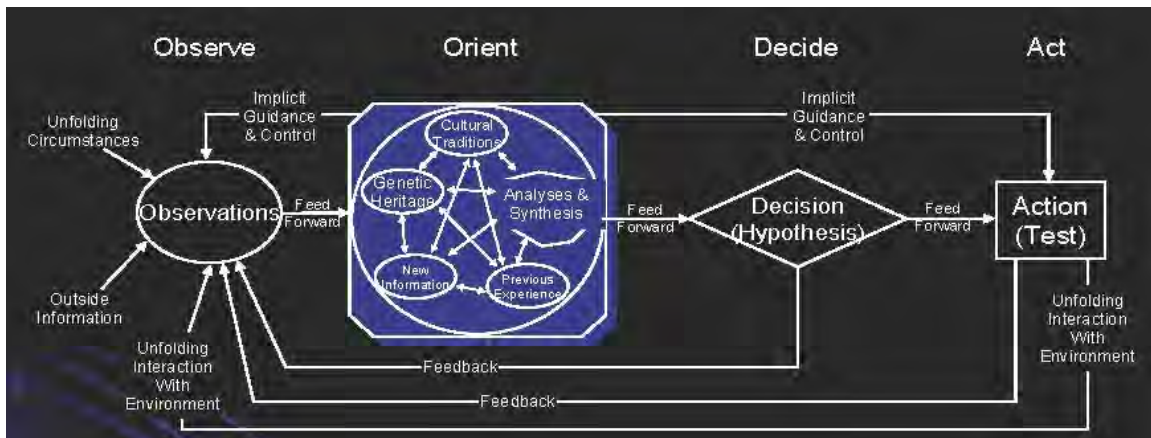 Observe
Orient
Decide
Act
Implicit
Guidance
& Control
Unfolding
Circumstances
Observations
Outside
Information
Unfolding
Interaction
With
Environment
Feed
Forward
Cultural
Traditions
Genetic
Heritage
Analyses &
Synthesis
New
Information
Previous
Experience
Feed
Forward
Implicit
Guidance
& Control
Decision
(Hypothesis)
Feed
Forward
Action
(Test)
Unfolding
Interaction
With
Environment
Feedback
Feedback